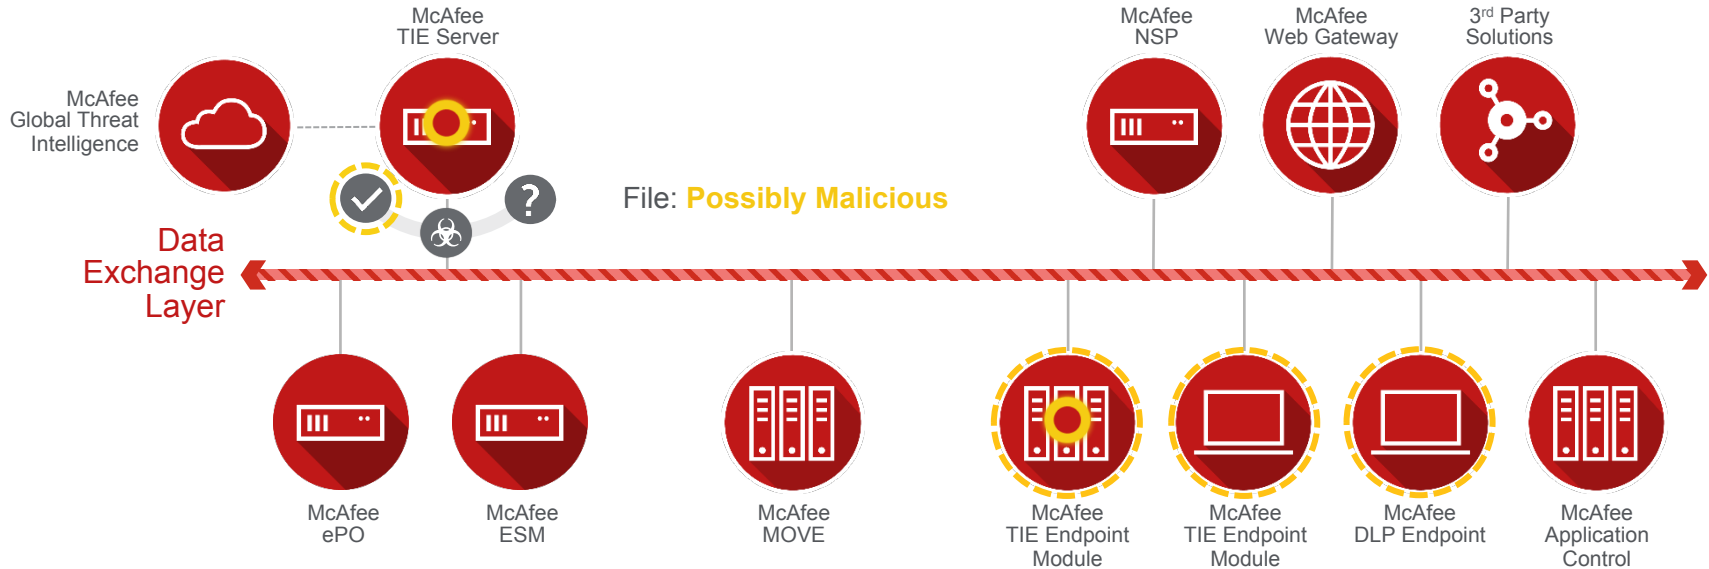 McAfee
TIE Server
McAfee
NSP
McAfee
Web Gateway
3rd Party
Solutions
McAfee
Global Threat
Intelligence
?
File: Possibly Malicious
Data
Exchange
Layer
McAfee
ePO
McAfee
ESM
McAfee
MOVE
McAfee
TIE Endpoint
Module
McAfee
TIE Endpoint
Module
McAfee
DLP Endpoint
McAfee
Application
Control